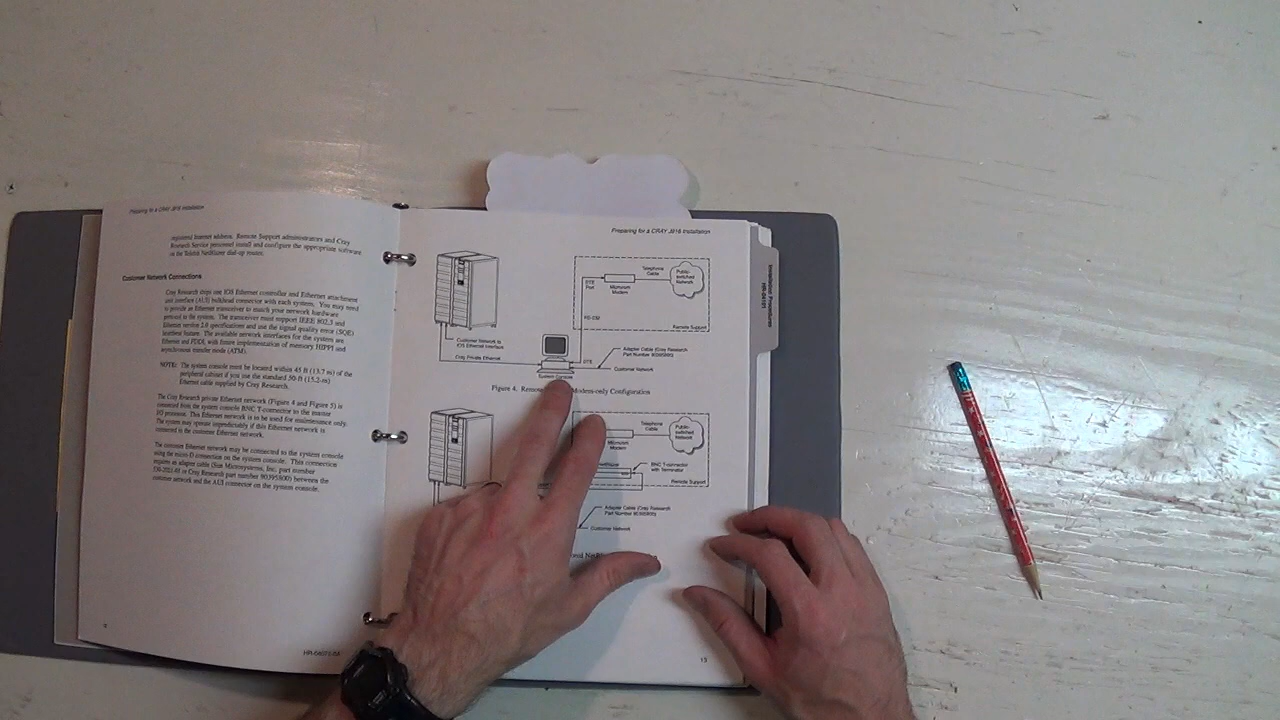 Preparing for a CRAY J916 Installation
registered Internet address. Remote Support administrators and Cray
Research Service personnel install and configure the appropriate software
on the Telebit NetBlazer dial-up router.
Customer Network Connections
Cray Research ships one IOS Ethernet controller and Ethernet attachment
unit interface (AUI) bulkhead connector with each system. You may need
to provide an Ethernet transceiver to match your network hardware
protocol to the system. The transceiver must support IEEE 802.3 and
Ethernet version 2.0 specifications and use the signal quality error (SQE)
heartbeat feature. The available network interfaces for the system are
Ethernet and FDDI, with future implementation of memory HIPPI and
asynchronous transfer mode (ATM).
NOTE: The system console must be located within 45 ft (13.7 m) of the
peripheral cabinet if you use the standard 50-ft (15.2-m)
Ethernet cable supplied by Cray Research.
The Cray Research private Ethernet network (Figure 4 and Figure 5) is
connected from the system console BNC T-connector to the master
I/O processor. This Ethernet network is to be used for maintenance only.
You may operate independently if this Ethernet network is
connected to the customer Ethernet network.
The customer Ethernet network may be connected to the system console
using the micro-D connection on the system console. This connection
requires an adapter cable (Sun Microsystems, Inc. part number
or Cray Research part number 90395800) between the
customer network and the AUI connector on the system console.
Preparing for a CRAY J916 Installation
DTE
Port
Microcom
Modem
Telephone
Cable
Public-
switched
Network
RS-232
Remote Support
Customer Network to
IOS Ethernet Interface
Cray Private Ethernet
DTE
System Console
Adapter Cable (Cray Research
Part Number 90395800)
Customer Network
Figure 4. Remote Modem-only Configuration
Microcom
Modem
Telephone
Cable
Public-
switched
Network
BNC T-connector
with Terminator
Remote Support
Adapter Cable (Cray Research
Part Number 90395800)
Customer Network
13
Installation Procedures